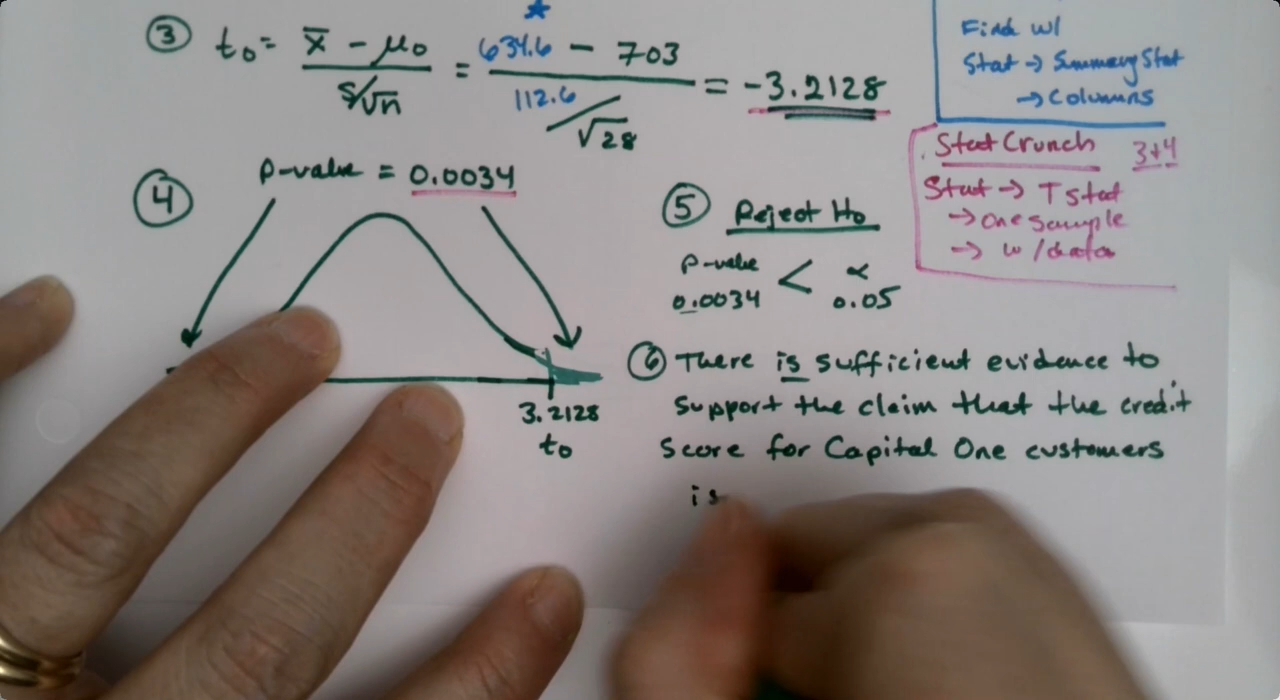 ③ t₀ = x̄ - μ₀ / s/√n = 634.6 - 703 / 112.6/√28 = -3.2128
Find w/
Stat → Summary Stat
→ Columns
Stat Crunch 3+4
Stat → T stat
→ One Sample
→ w/data
④ p-value = 0.0034
3.2128
t₀
⑤ Reject H₀
p-value < α
0.0034 0.05
⑥ There is sufficient evidence to
support the claim that the credit
score for Capital One customers
is